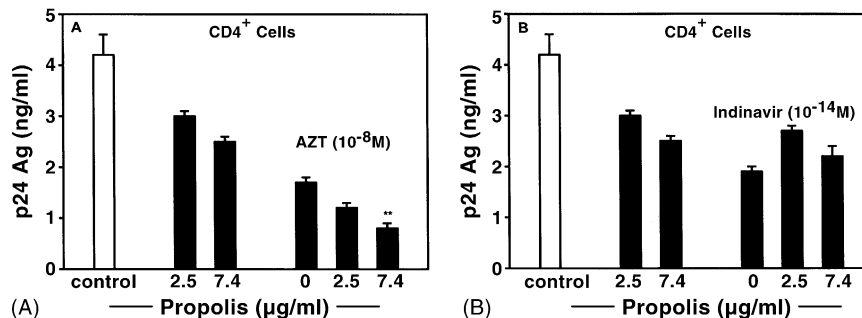 A
CD4+ Cells
p24 Ag (ng/ml)
5
4
3
2
1
0
AZT (10-8M)
**
control
2.5
7.4
0
2.5
7.4
Propolis (µg/ml)
(A)
B
CD4+ Cells
p24 Ag (ng/ml)
5
4
3
2
1
0
Indinavir (10-14M)
control
2.5
7.4
0
2.5
7.4
Propolis (µg/ml)
(B)